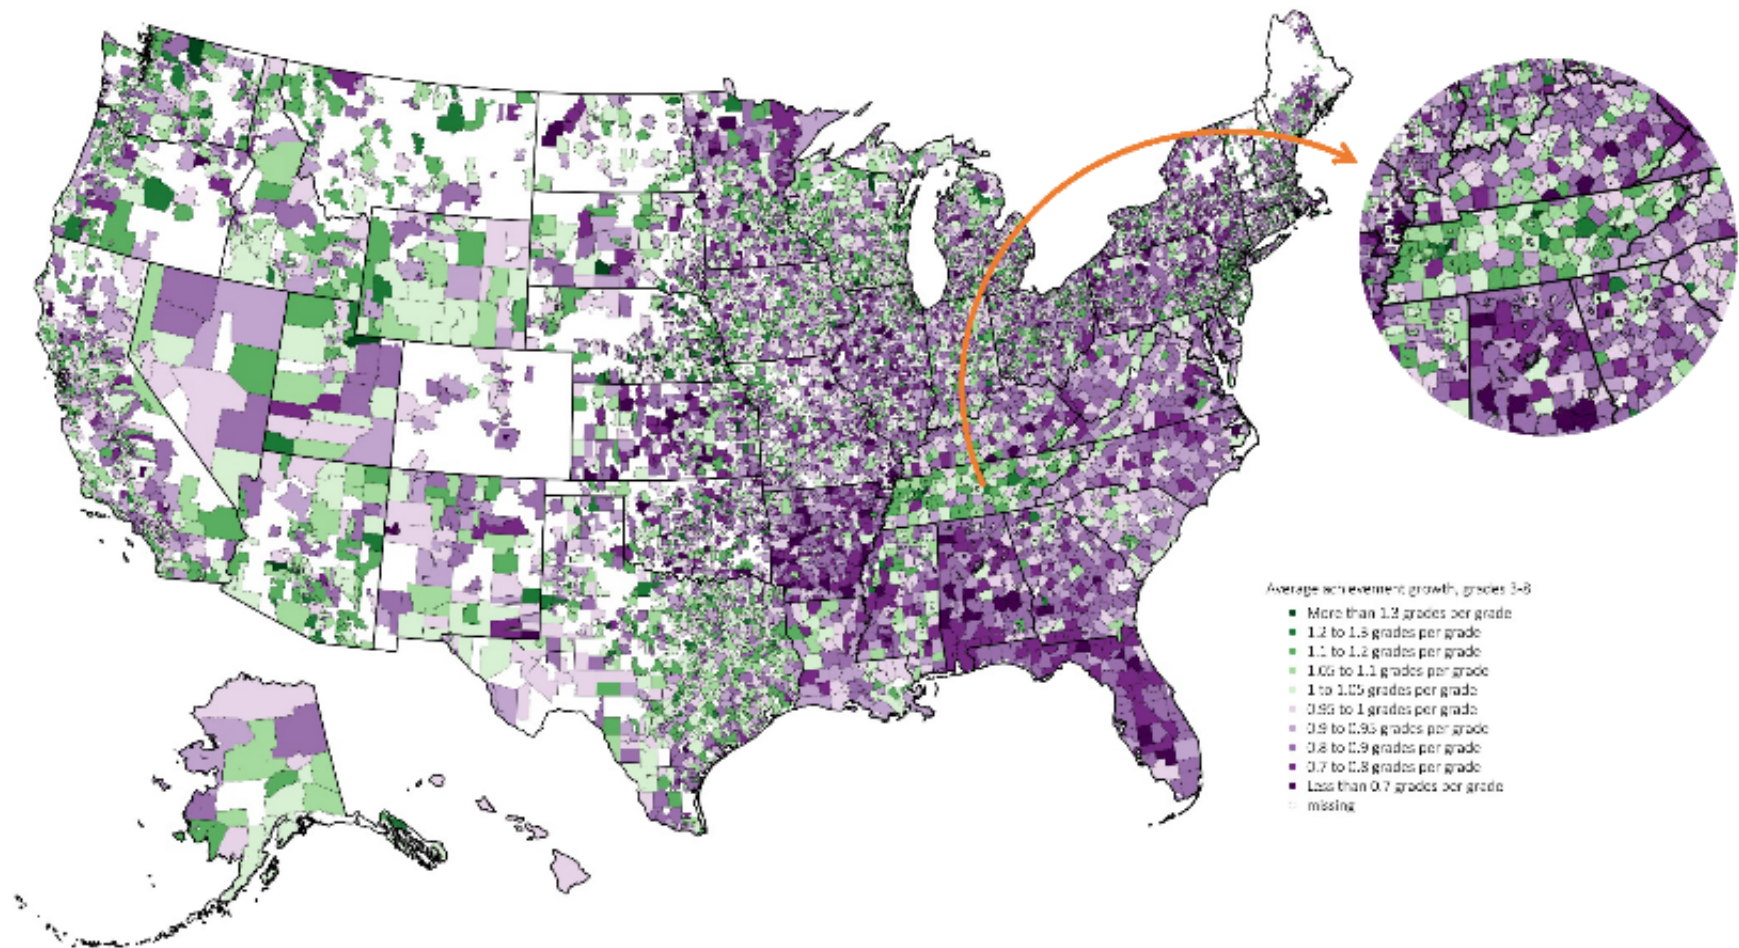 Average achievement growth, grades 3-8
More than 1.3 grades per grade
1.2 to 1.3 grades per grade
1.1 to 1.2 grades per grade
1.05 to 1.1 grades per grade
1 to 1.05 grades per grade
0.95 to 1 grades per grade
0.9 to 0.95 grades per grade
0.8 to 0.9 grades per grade
0.7 to 0.8 grades per grade
Less than 0.7 grades per grade
missing